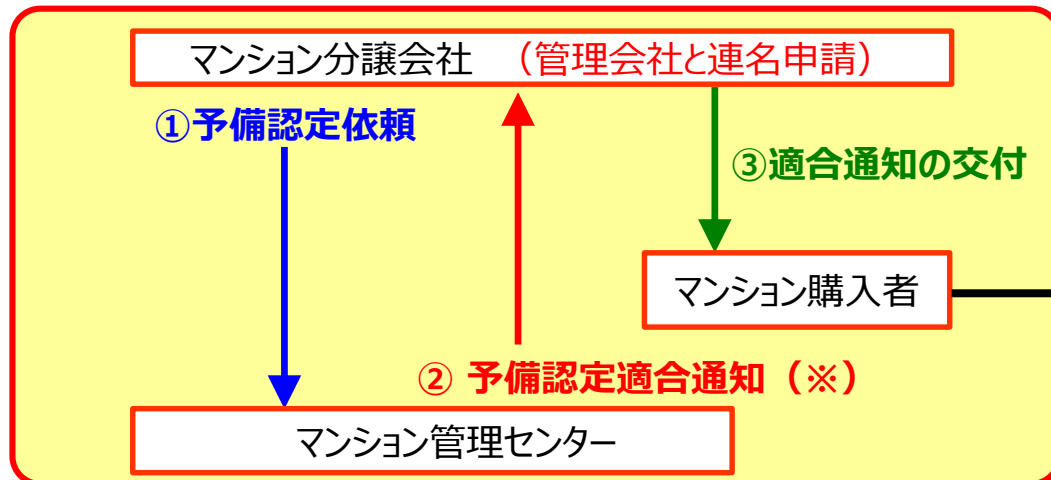 マンション分譲会社 （管理会社と連名申請）
①予備認定依頼
③適合通知の交付
マンション購入者
② 予備認定適合通知（※）
マンション管理センター